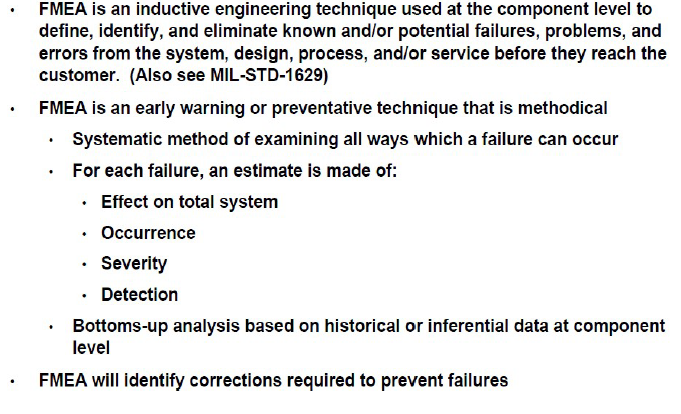 • FMEA is an inductive engineering technique used at the component level to
define, identify, and eliminate known and/or potential failures, problems, and
errors from the system, design, process, and/or service before they reach the
customer. (Also see MIL-STD-1629)
• FMEA is an early warning or preventative technique that is methodical
• Systematic method of examining all ways which a failure can occur
• For each failure, an estimate is made of:
• Effect on total system
• Occurrence
• Severity
• Detection
• Bottoms-up analysis based on historical or inferential data at component
level
• FMEA will identify corrections required to prevent failures